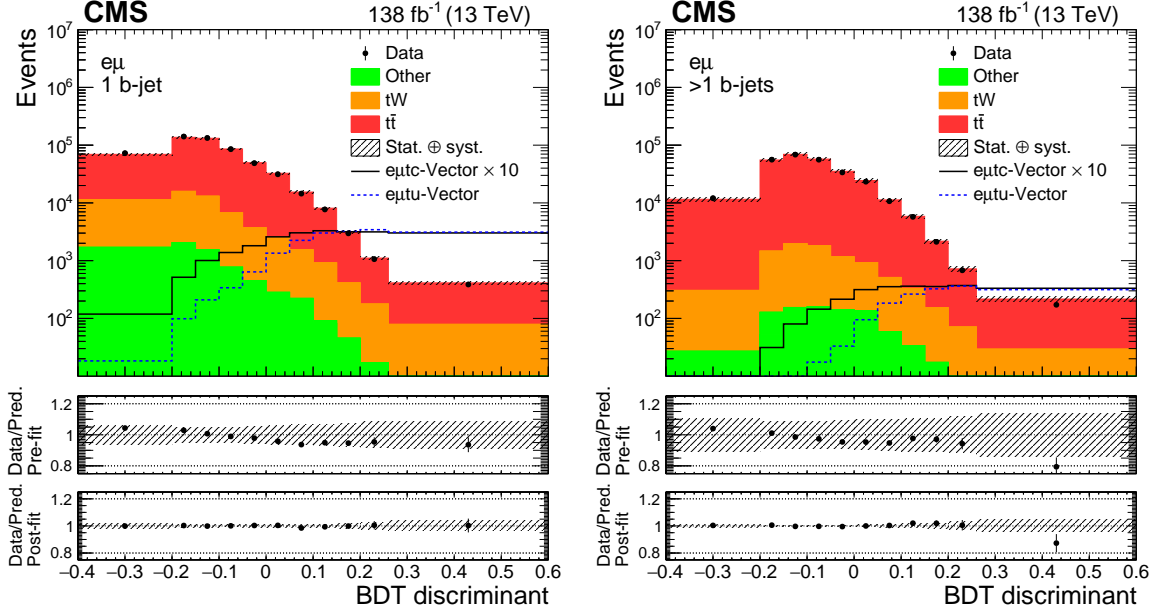 CMS 138 fb⁻¹ (13 TeV)
Events
10⁷
10⁶
10⁵
10⁴
10³
10²
eμ
1 b-jet
Data
Other
tW
tt̄
Stat. ⊕ syst.
eμtc-Vector × 10
eμtu-Vector
Data/Pred.
Pre-fit
1.2
1
0.8
Data/Pred.
Post-fit
1.2
1
0.8
−0.4 −0.3 −0.2 −0.1 0 0.1 0.2 0.3 0.4 0.5 0.6
BDT discriminant
CMS 138 fb⁻¹ (13 TeV)
Events
10⁷
10⁶
10⁵
10⁴
10³
10²
eμ
>1 b-jets
Data
Other
tW
tt̄
Stat. ⊕ syst.
eμtc-Vector × 10
eμtu-Vector
Data/Pred.
Pre-fit
1.2
1
0.8
Data/Pred.
Post-fit
1.2
1
0.8
−0.4 −0.3 −0.2 −0.1 0 0.1 0.2 0.3 0.4 0.5 0.6
BDT discriminant